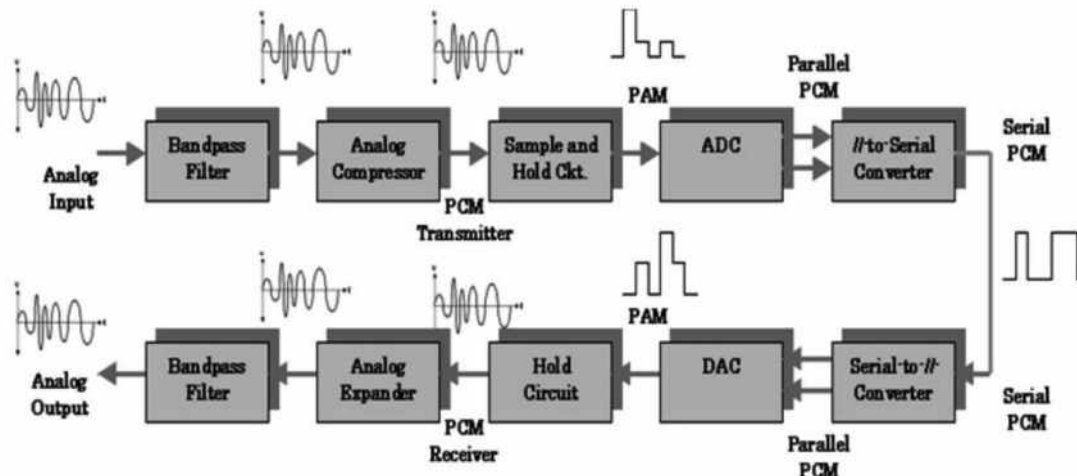 PAM
Parallel
PCM
Serial
PCM
Analog
Input
Bandpass
Filter
Analog
Compressor
Sample and
Hold Ckt.
ADC
//-to-Serial
Converter
PCM
Transmitter
PAM
Analog
Output
Bandpass
Filter
Analog
Expander
Hold
Circuit
DAC
Serial-to-//-
Converter
Serial
PCM
PCM
Receiver
Parallel
PCM